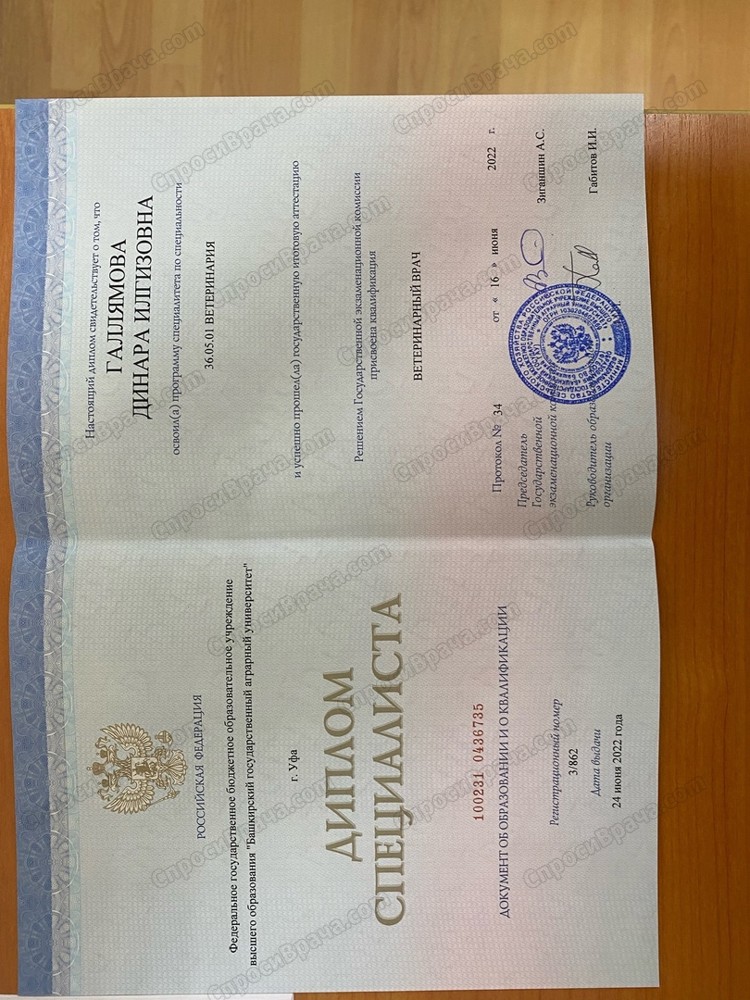 РОССИЙСКАЯ ФЕДЕРАЦИЯ
Федеральное государственное бюджетное образовательное учреждение
высшего образования "Башкирский государственный аграрный университет"
г. Уфа
ДИПЛОМ
СПЕЦИАЛИСТА
100231 0436735
ДОКУМЕНТ ОБ ОБРАЗОВАНИИ И О КВАЛИФИКАЦИИ
Регистрационный номер
3/862
Дата выдачи
24 июня 2022 года
Настоящий диплом свидетельствует о том, что
ГАЛЛЯМОВА
ДИНАРА ИЛГИЗОВНА
освоил(а) программу специалитета по специальности
36.05.01 ВЕТЕРИНАРИЯ
и успешно прошел(ла) государственную итоговую аттестацию
Решением Государственной экзаменационной комиссии
присвоена квалификация
ВЕТЕРИНАРНЫЙ ВРАЧ
Протокол № 34 от « 16 » июня 2022 г.
Председатель
Государственной
экзаменационной ко
Зиганшин А.С.
Руководитель образ
организации
Габитов И.И.
СпросиВрача.com